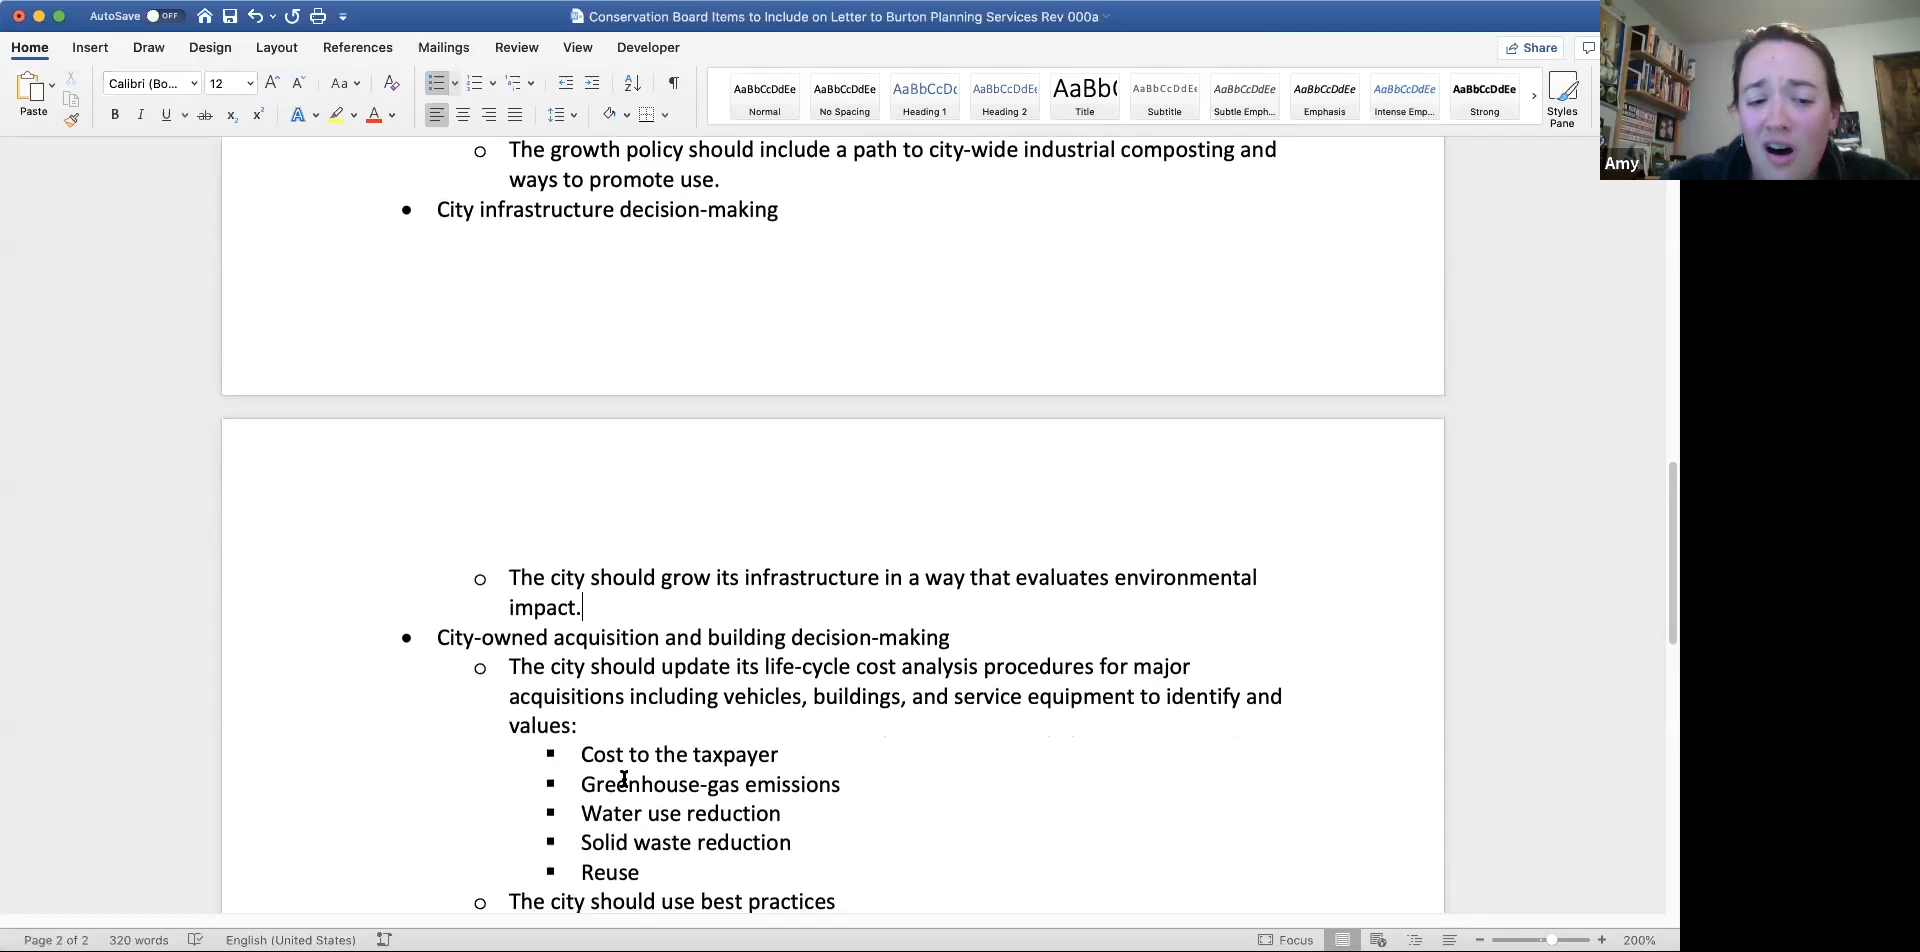 AutoSave OFF
Conservation Board Items to Include on Letter to Burton Planning Services Rev 000a
Home Insert Draw Design Layout References Mailings Review View Developer Share
Paste
Calibri (Bo... 12 Aa
B I U ab x2 x2 A A
AaBbCcDdEe AaBbCcDdEe AaBbCcDc AaBbCcDdEe AaBb( AaBbCcDdEe AaBbCcDdEe AaBbCcDdEe AaBbCcDdEe AaBbCcDdEe
Normal No Spacing Heading 1 Heading 2 Title Subtitle Subtle Emph... Emphasis Intense Emp... Strong
Styles
Pane
Amy
o The growth policy should include a path to city-wide industrial composting and
ways to promote use.
• City infrastructure decision-making
o The city should grow its infrastructure in a way that evaluates environmental
impact.
• City-owned acquisition and building decision-making
o The city should update its life-cycle cost analysis procedures for major
acquisitions including vehicles, buildings, and service equipment to identify and
values:
▪ Cost to the taxpayer
▪ Greenhouse-gas emissions
▪ Water use reduction
▪ Solid waste reduction
▪ Reuse
o The city should use best practices
Page 2 of 2 320 words English (United States) Focus 200%